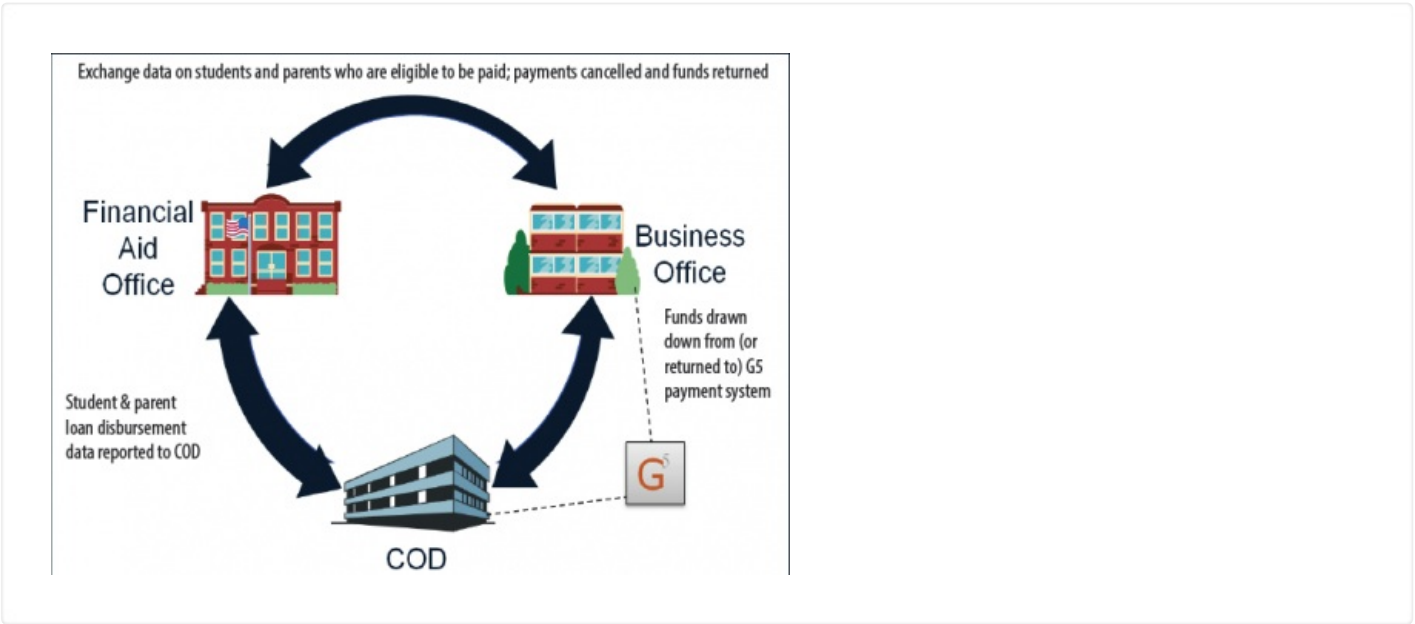 Exchange data on students and parents who are eligible to be paid; payments cancelled and funds returned
Financial
Aid
Office
Business
Office
Funds drawn
down from (or
returned to) G5
payment system
Student & parent
loan disbursement
data reported to COD
G5
COD